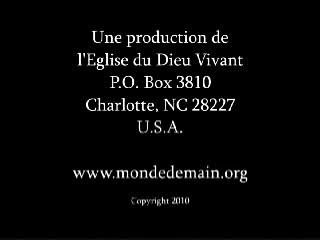 Une production de
l'Eglise du Dieu Vivant
P.O. Box 3810
Charlotte, NC 28227
U.S.A.
www.mondedemain.org
Copyright 2010